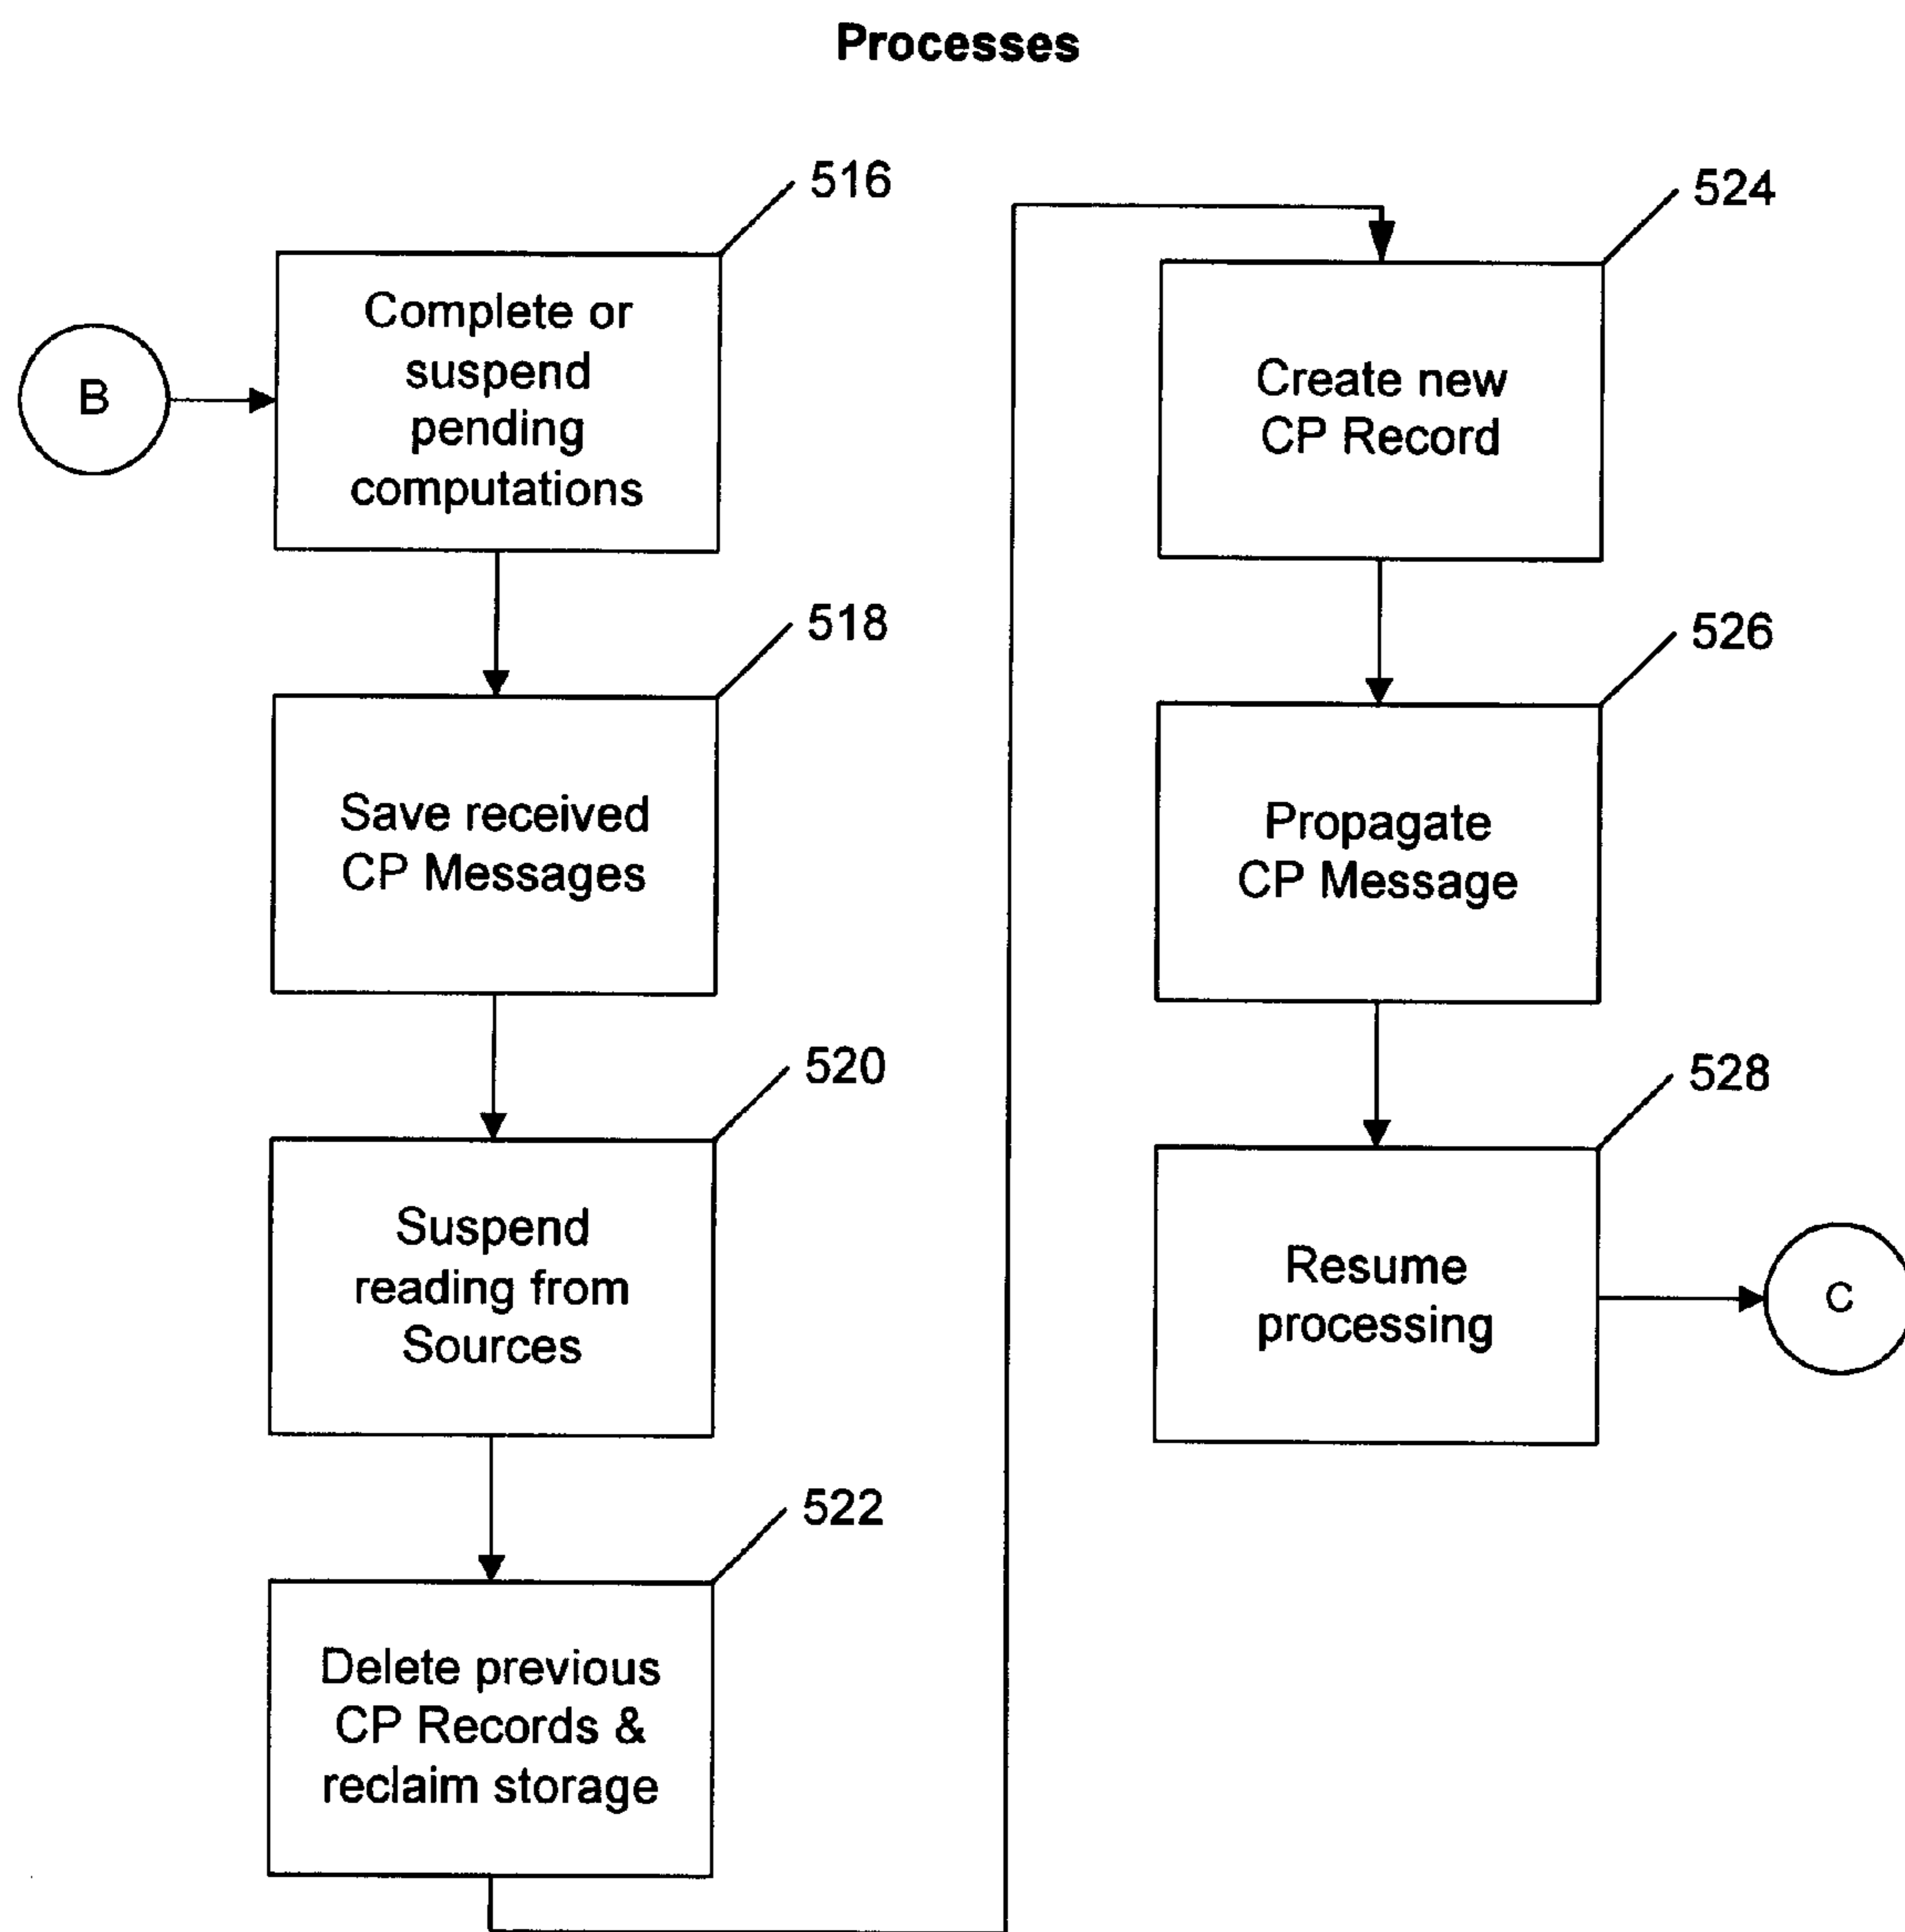 Processes
B
516
Complete or
suspend
pending
computations
518
Save received
CP Messages
520
Suspend
reading from
Sources
522
Delete previous
CP Records &
reclaim storage
524
Create new
CP Record
526
Propagate
CP Message
528
Resume
processing
C